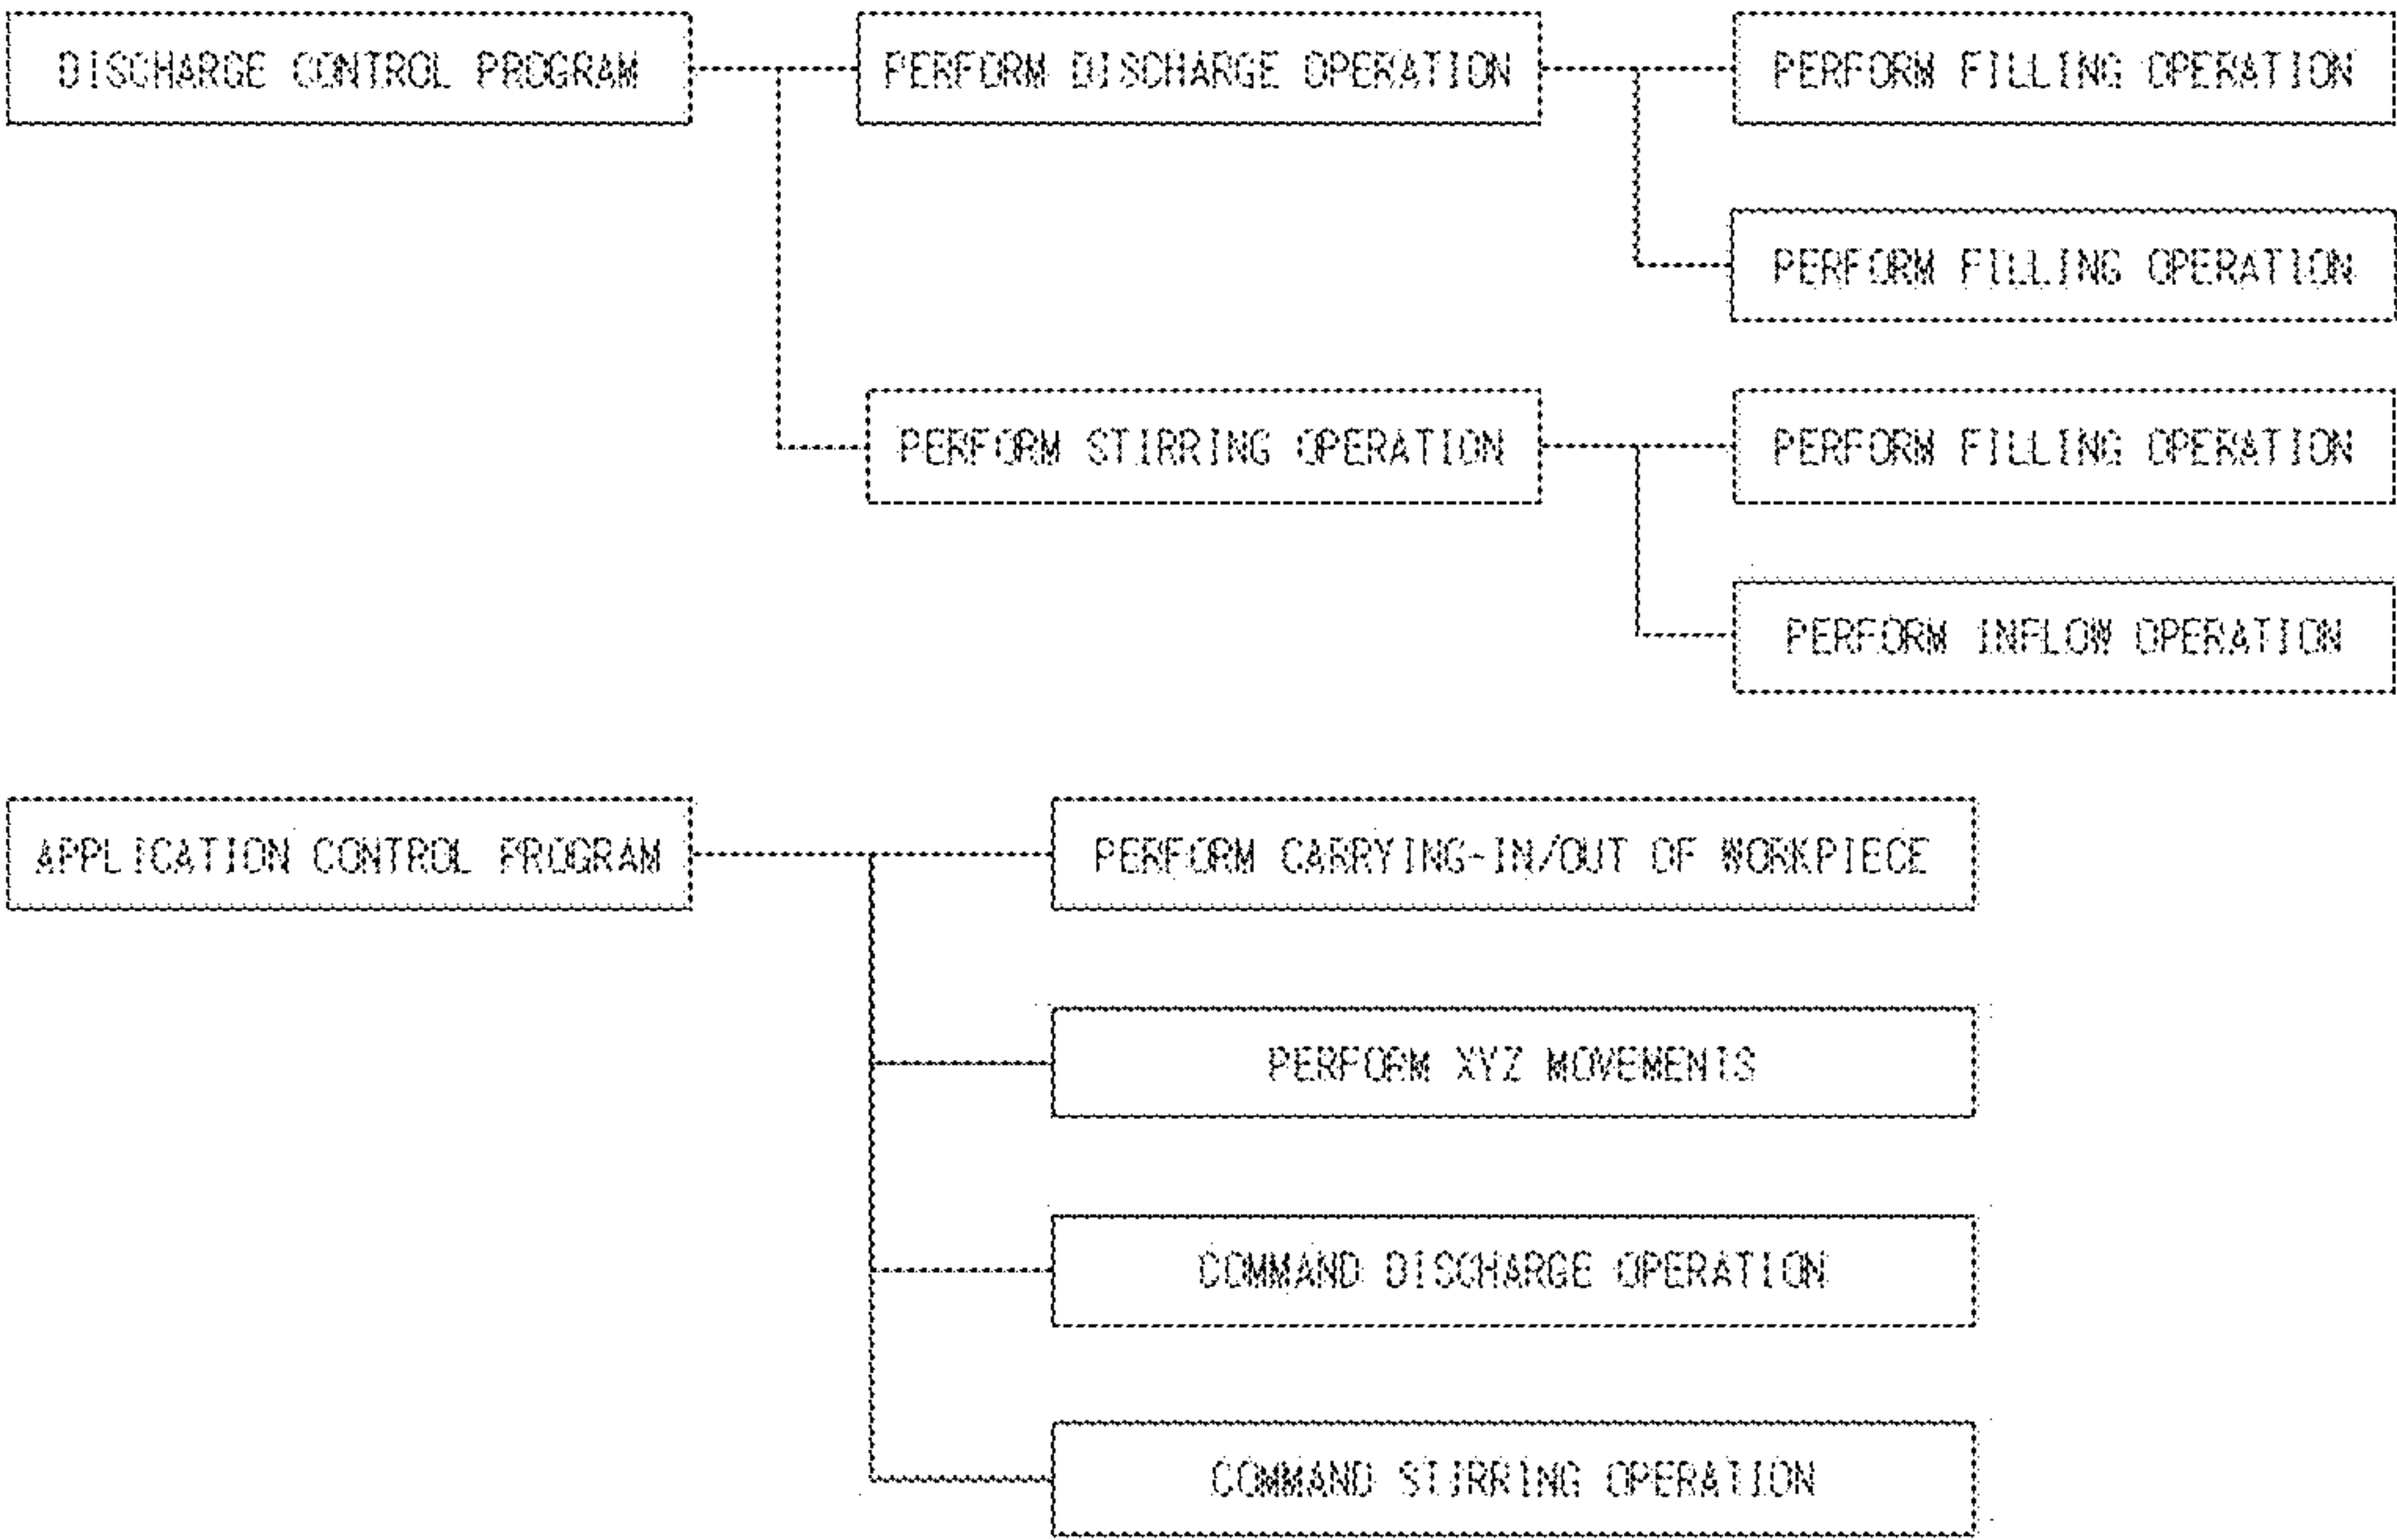 DISCHARGE CONTROL PROGRAM
PERFORM DISCHARGE OPERATION
PERFORM FILLING OPERATION
PERFORM FILLING OPERATION
PERFORM STIRRING OPERATION
PERFORM FILLING OPERATION
PERFORM INFLOW OPERATION
APPLICATION CONTROL PROGRAM
PERFORM CARRYING-IN/OUT OF WORKPIECE
PERFORM XYZ MOVEMENTS
COMMAND DISCHARGE OPERATION
COMMAND STIRRING OPERATION